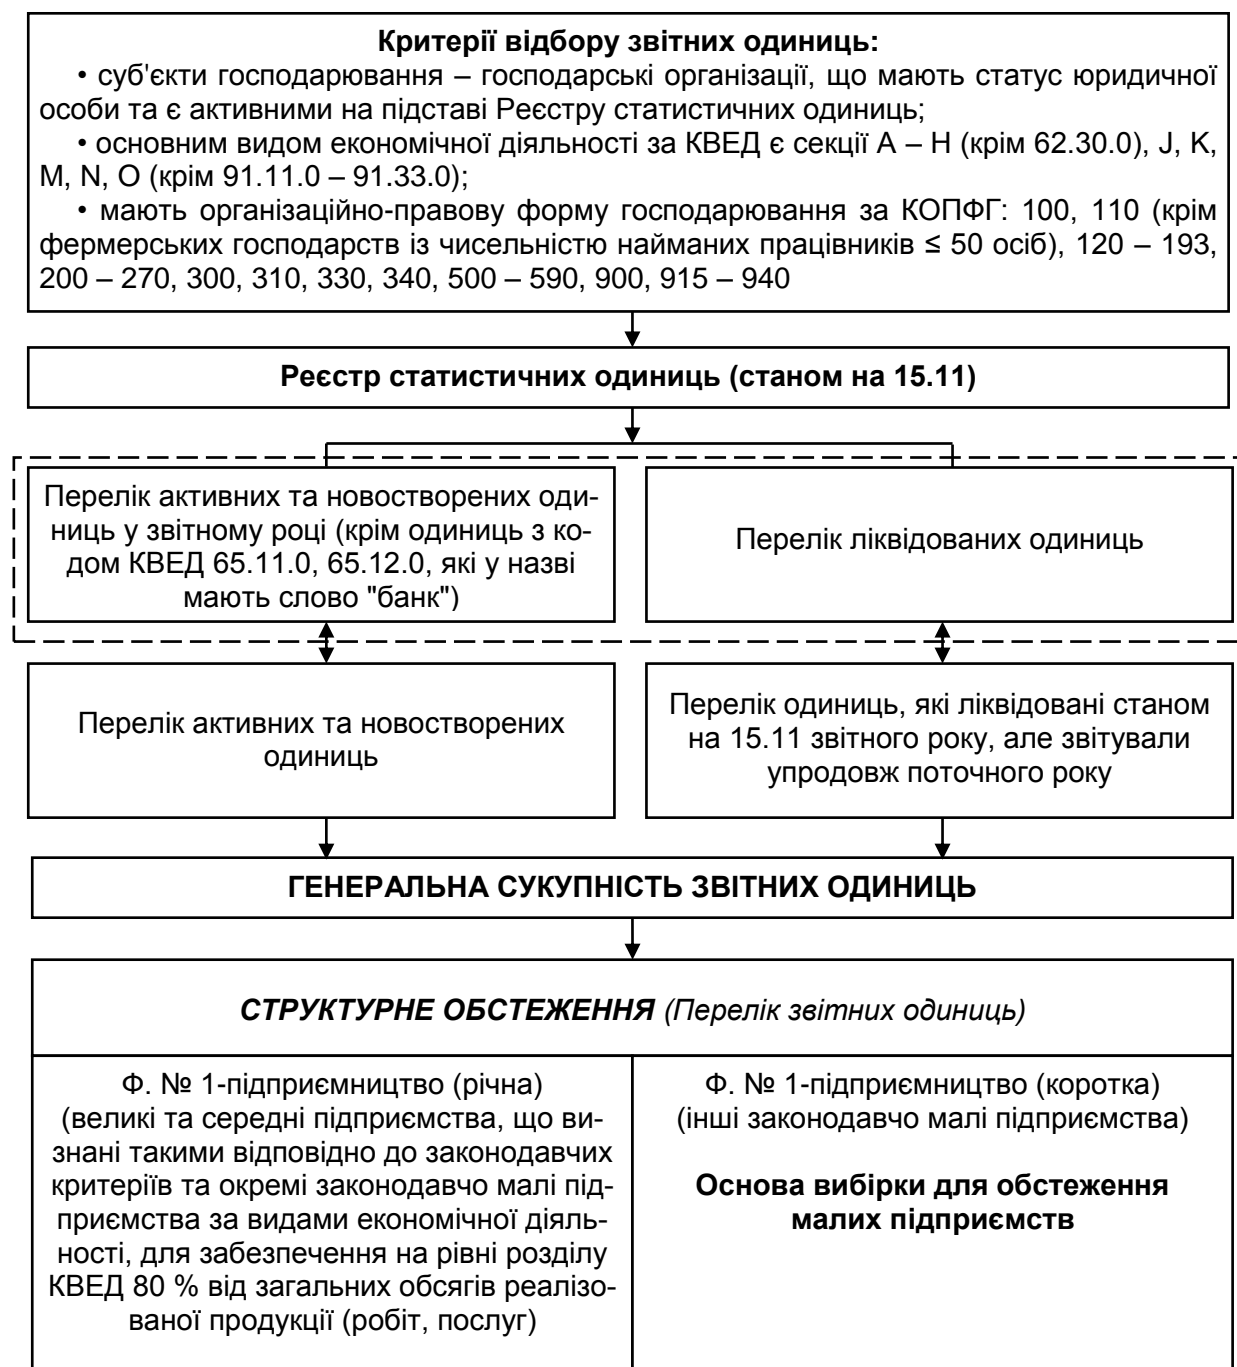 Критерії відбору звітних одиниць:
• суб'єкти господарювання – господарські організації, що мають статус юридичної
особи та є активними на підставі Реєстру статистичних одиниць;
• основним видом економічної діяльності за КВЕД є секції A – H (крім 62.30.0), J, K,
M, N, O (крім 91.11.0 – 91.33.0);
• мають організаційно-правову форму господарювання за КОПФГ: 100, 110 (крім
фермерських господарств із чисельністю найманих працівників ≤ 50 осіб), 120 – 193,
200 – 270, 300, 310, 330, 340, 500 – 590, 900, 915 – 940
Реєстр статистичних одиниць (станом на 15.11)
Перелік активних та новостворених оди-
ниць у звітному році (крім одиниць з ко-
дом КВЕД 65.11.0, 65.12.0, які у назві
мають слово "банк")
Перелік ліквідованих одиниць
Перелік активних та новостворених
одиниць
Перелік одиниць, які ліквідовані станом
на 15.11 звітного року, але звітували
упродовж поточного року
ГЕНЕРАЛЬНА СУКУПНІСТЬ ЗВІТНИХ ОДИНИЦЬ
СТРУКТУРНЕ ОБСТЕЖЕННЯ (Перелік звітних одиниць)
Ф. № 1-підприємництво (річна)
(великі та середні підприємства, що ви-
знані такими відповідно до законодавчих
критеріїв та окремі законодавчо малі під-
приємства за видами економічної діяль-
ності, для забезпечення на рівні розділу
КВЕД 80 % від загальних обсягів реалізо-
ваної продукції (робіт, послуг)
Ф. № 1-підприємництво (коротка)
(інші законодавчо малі підприємства)
Основа вибірки для обстеження
малих підприємств